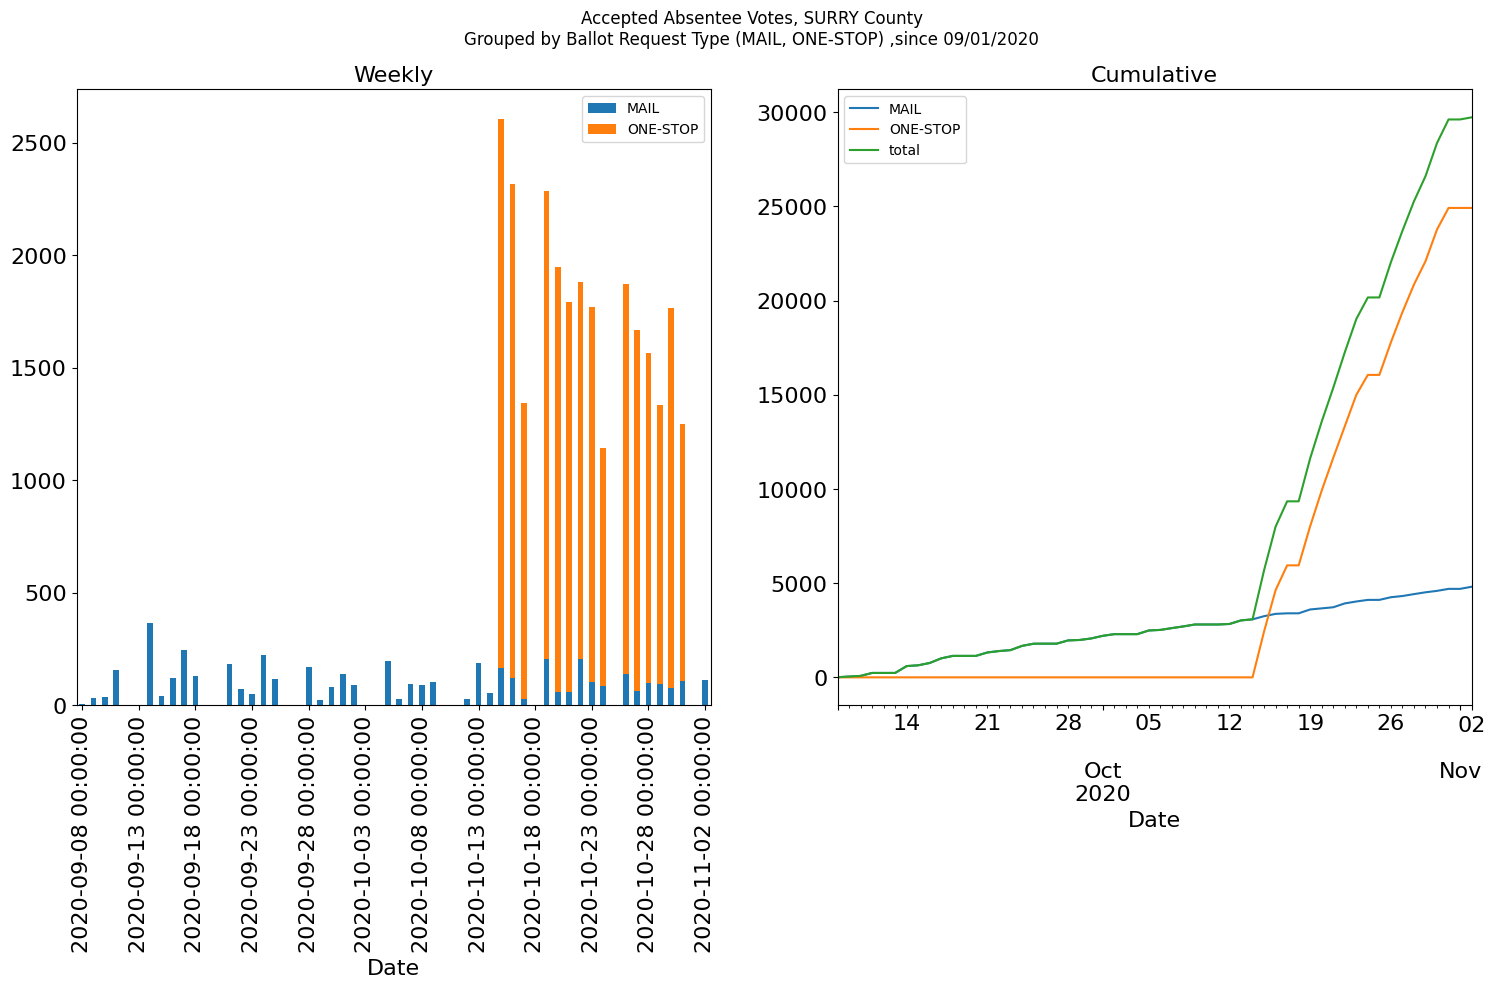 Accepted Absentee Votes, SURRY County
Grouped by Ballot Request Type (MAIL, ONE-STOP) ,since 09/01/2020
Weekly
MAIL
ONE-STOP
2500
2000
1500
1000
500
0
2020-09-08 00:00:00
2020-09-13 00:00:00
2020-09-18 00:00:00
2020-09-23 00:00:00
2020-09-28 00:00:00
2020-10-03 00:00:00
2020-10-08 00:00:00
2020-10-13 00:00:00
2020-10-18 00:00:00
2020-10-23 00:00:00
2020-10-28 00:00:00
2020-11-02 00:00:00
Date
Cumulative
MAIL
ONE-STOP
total
30000
25000
20000
15000
10000
5000
0
14 21 28 05 12 19 26 02
Oct Nov
2020
Date